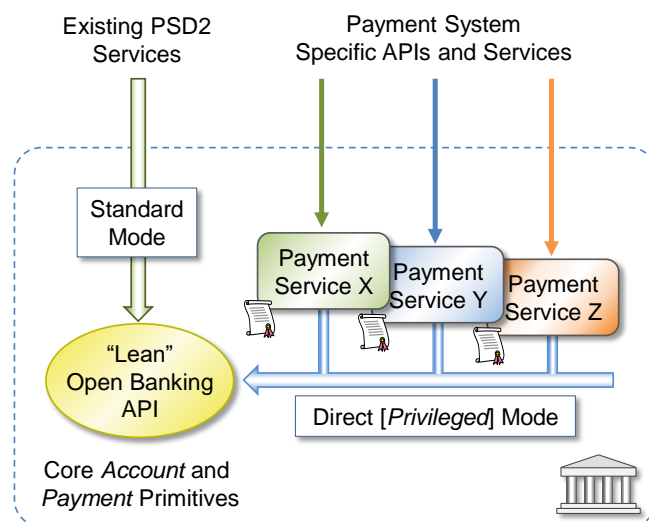 Existing PSD2
Services
Payment System
Specific APIs and Services
Standard
Mode
Payment
Service X
Payment
Service Y
Payment
Service Z
“Lean”
Open Banking
API
Direct [Privileged] Mode
Core Account and
Payment Primitives